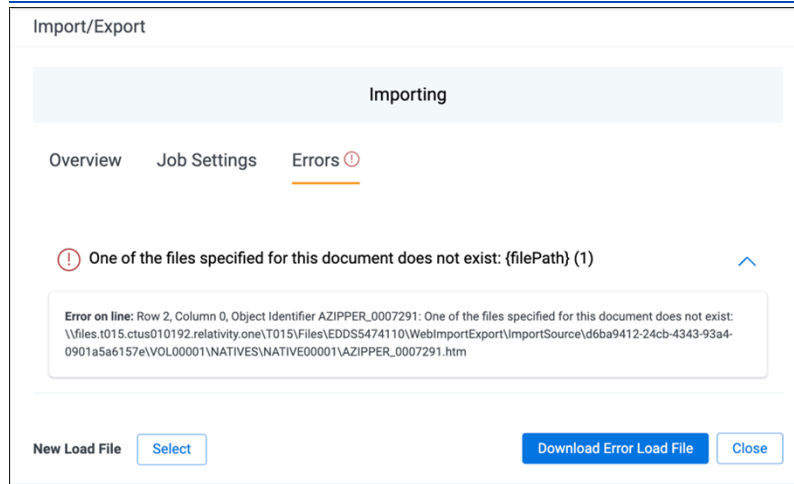 Import/Export
Importing
Overview Job Settings Errors
One of the files specified for this document does not exist: {filePath} (1)
Error on line: Row 2, Column 0, Object Identifier AZIPPER_0007291: One of the files specified for this document does not exist:
\\files.t015.ctus010192.relativity.one\T015\Files\EDDS5474110\WebImportExport\ImportSource\d6ba9412-24cb-4343-93a4-
0901a5a6157e\VOL00001\NATIVES\NATIVE00001\AZIPPER_0007291.htm
New Load File Select Download Error Load File Close